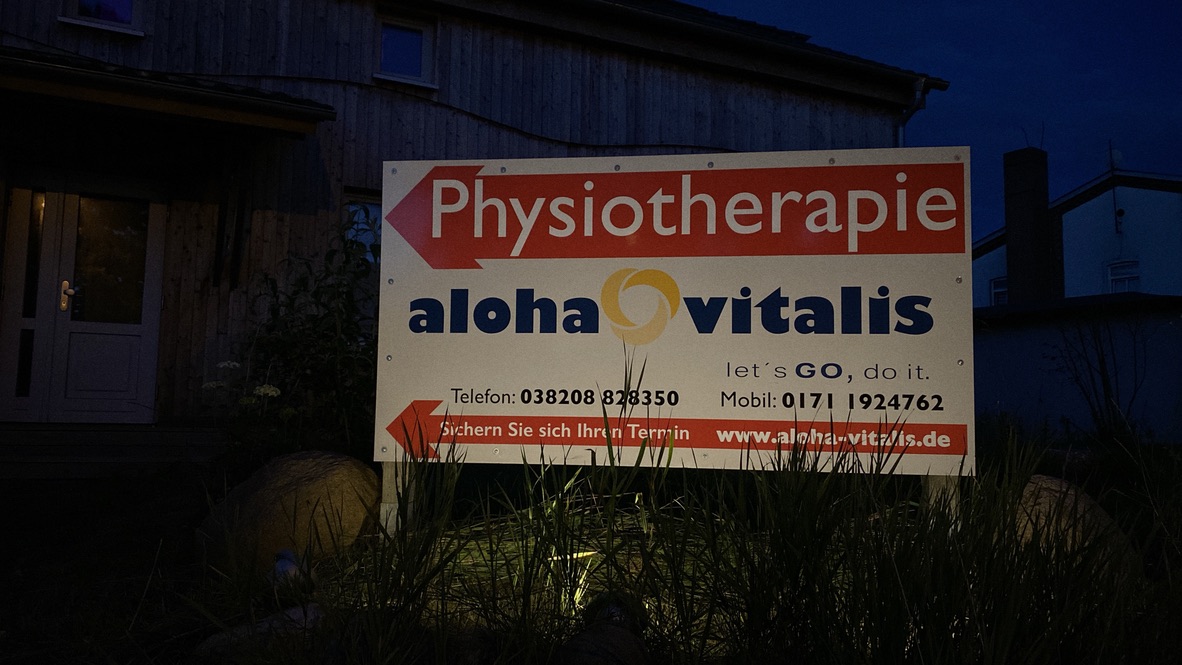 Physiotherapie
aloha vitalis
let´s GO, do it.
Telefon: 038208 828350 Mobil: 0171 1924762
Sichern Sie sich Ihren Termin www.aloha-vitalis.de